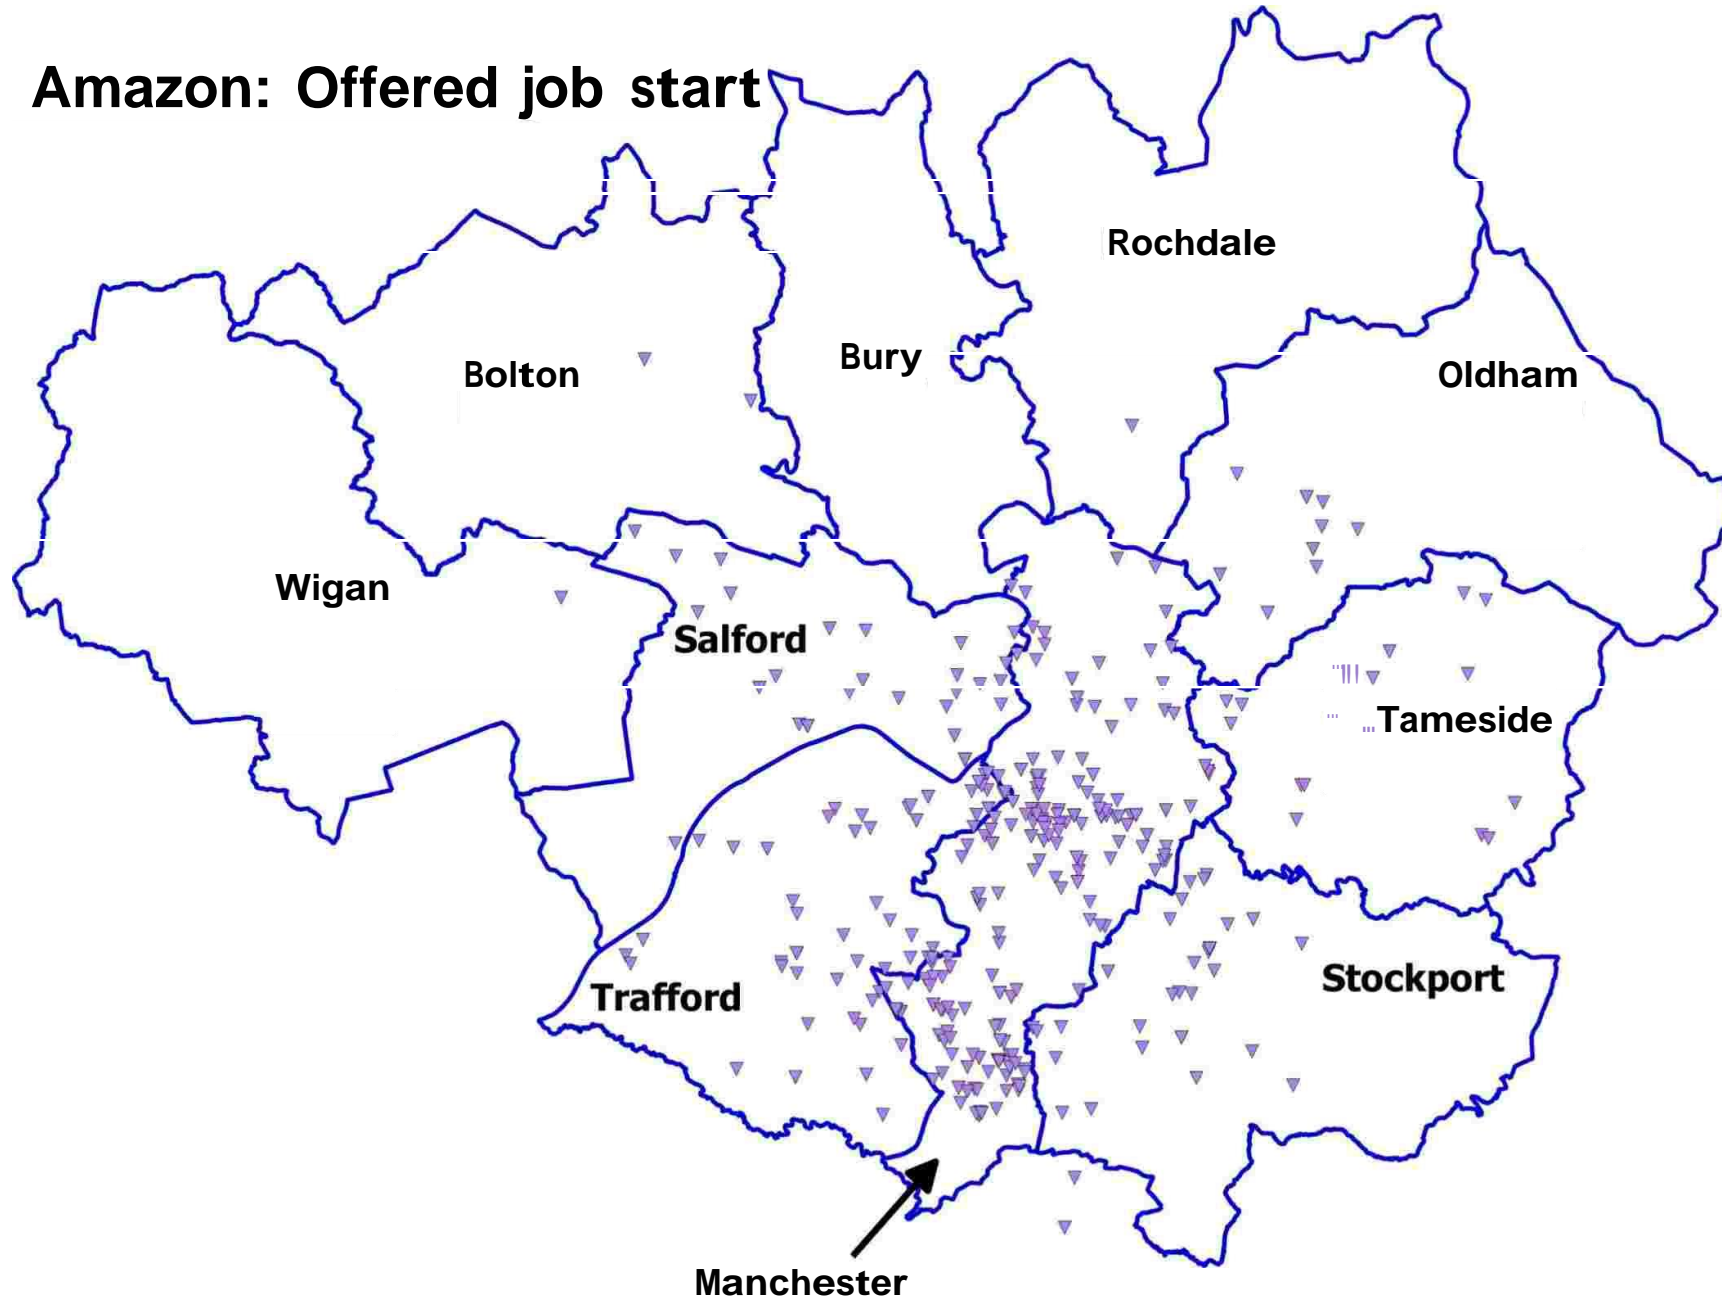 Amazon: Offered job start
Rochdale
Bury
Bolton
Oldham
Wigan
Salford
Tameside
Stockport
Trafford
Manchester